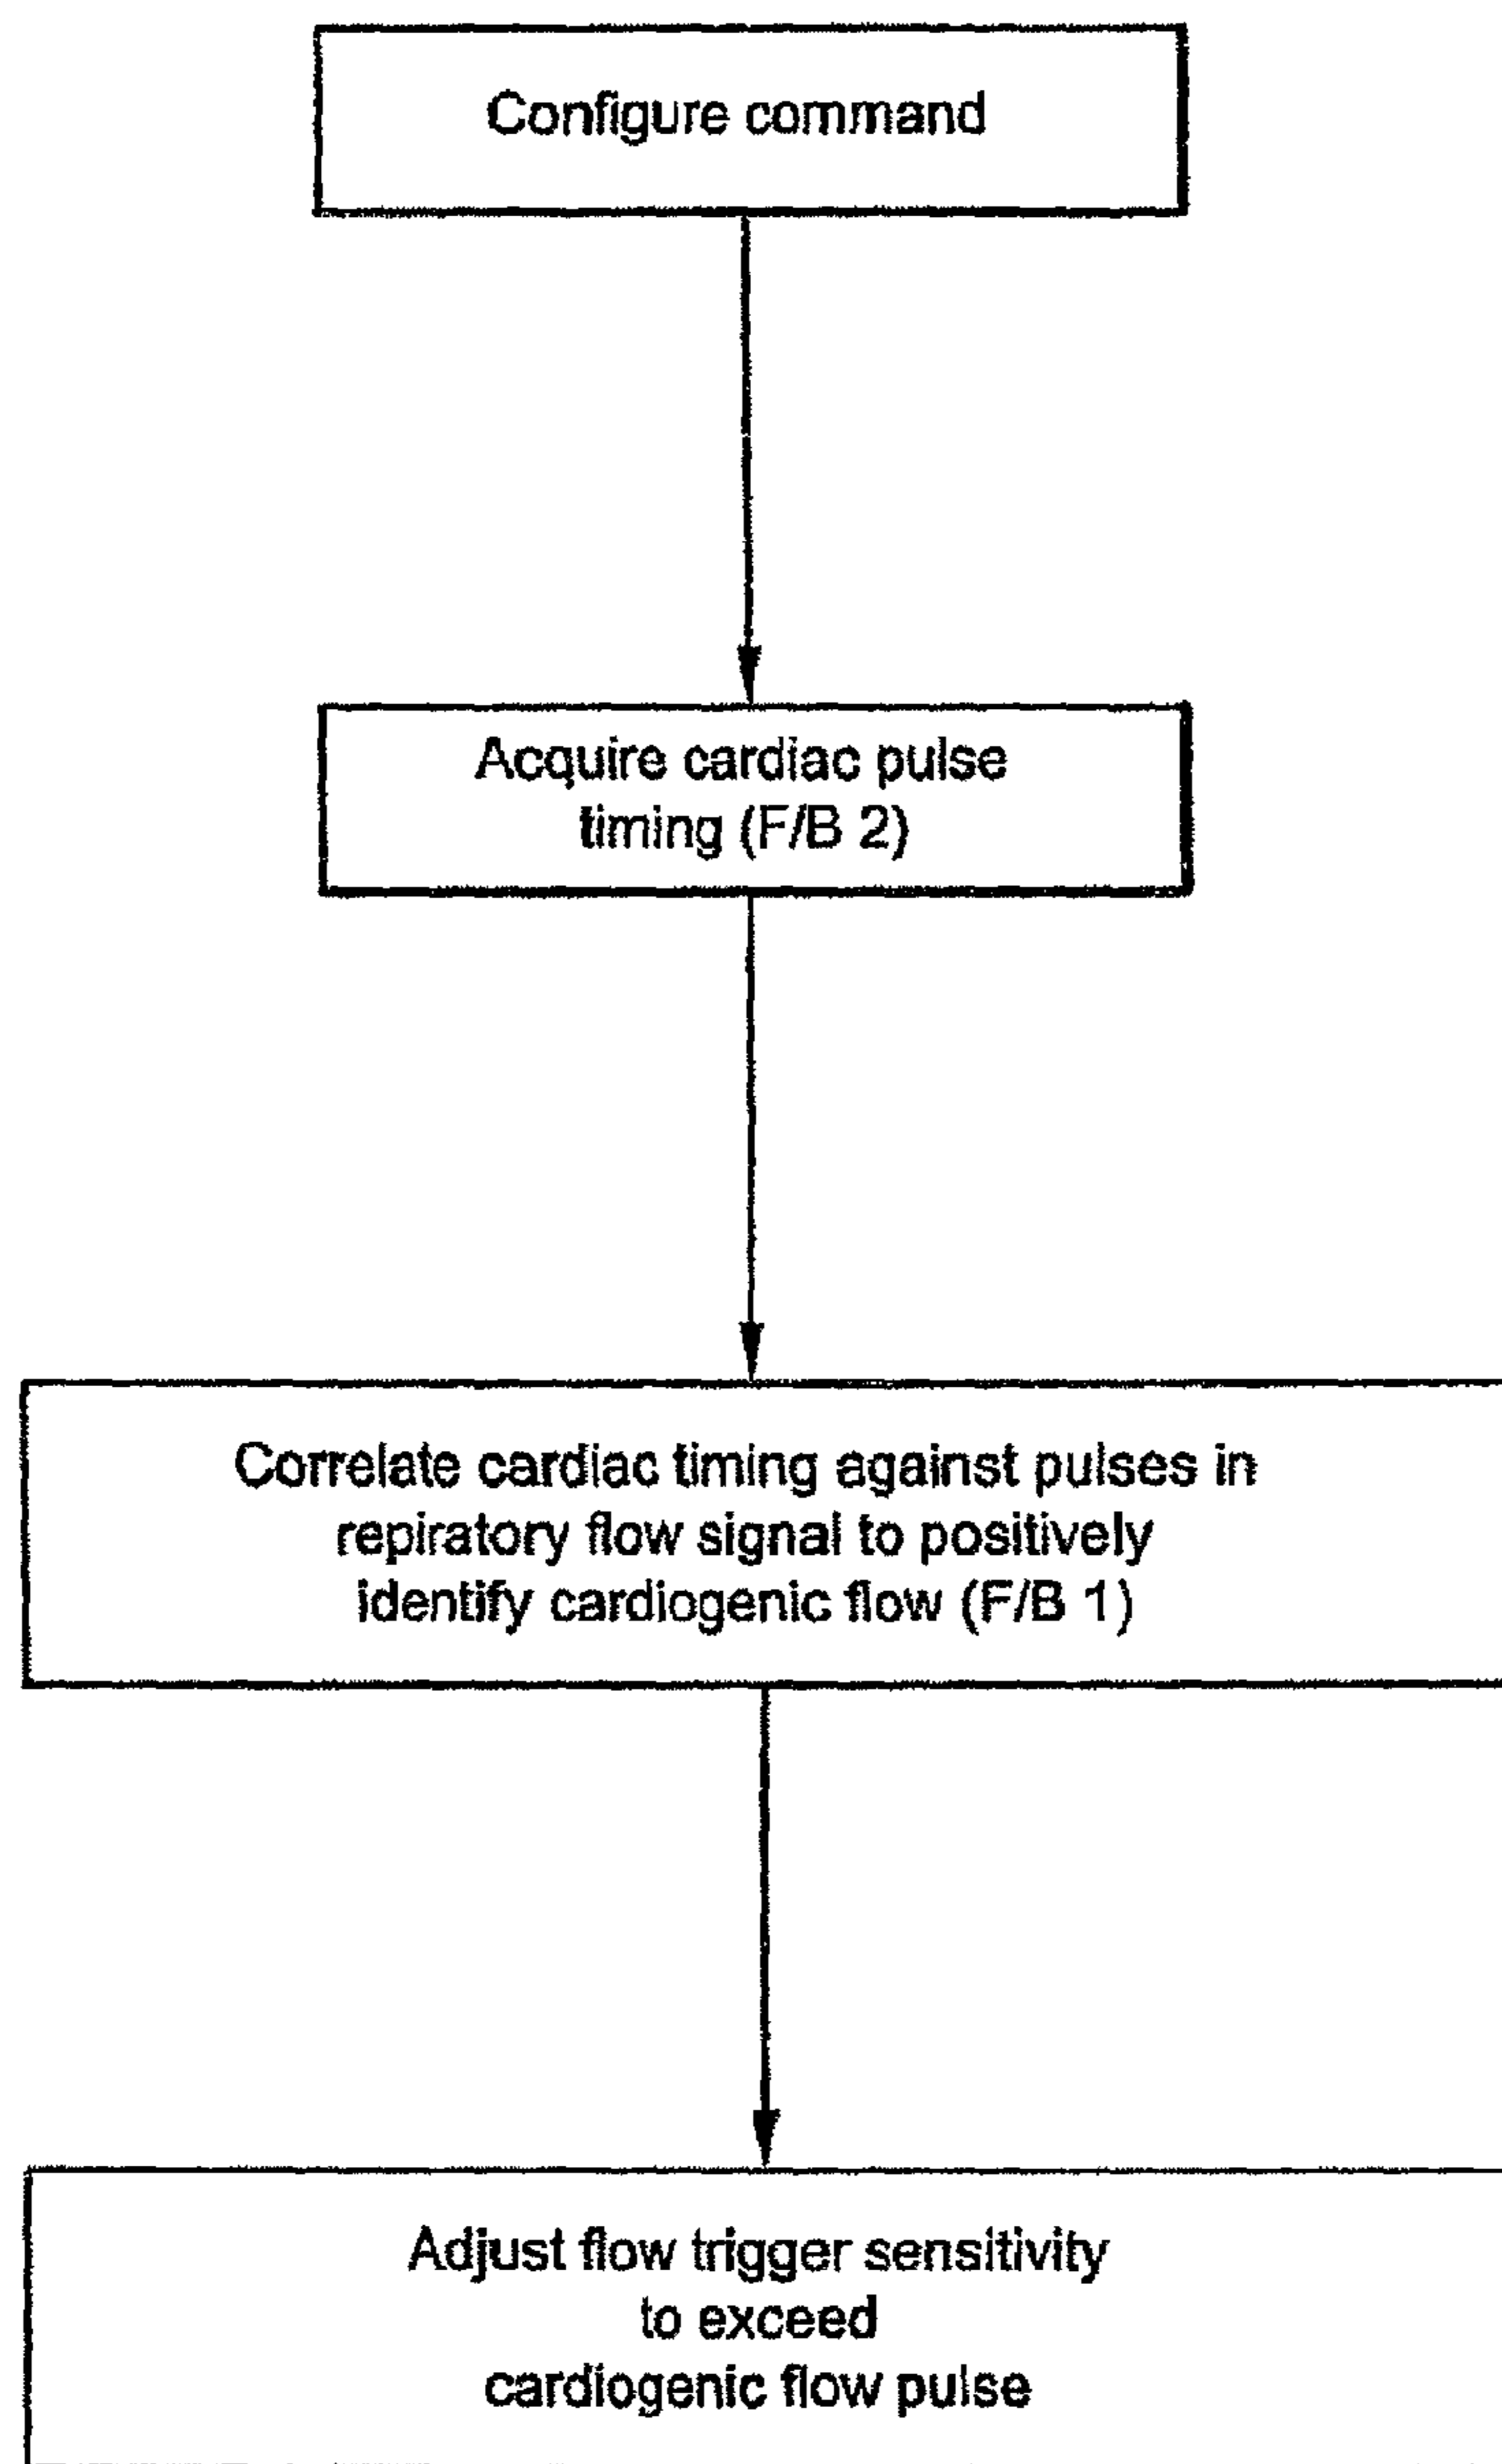 Configure command
Acquire cardiac pulse
timing (F/B 2)
Correlate cardiac timing against pulses in
repiratory flow signal to positively
identify cardiogenic flow (F/B 1)
Adjust flow trigger sensitivity
to exceed
cardiogenic flow pulse